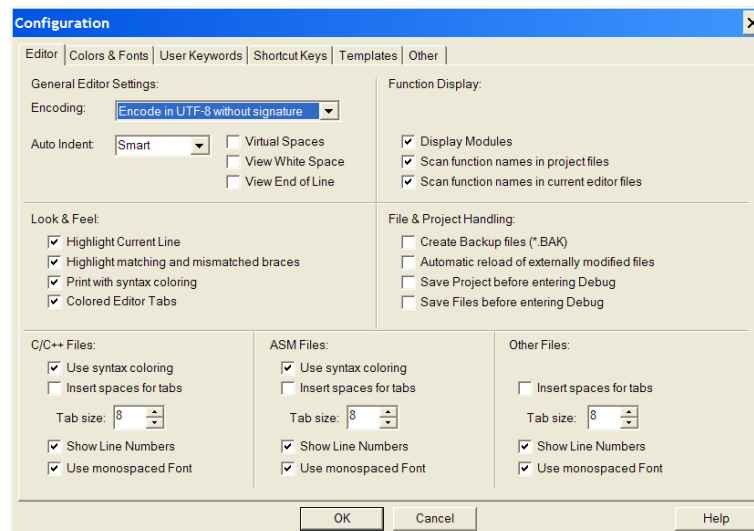 Configuration
Editor Colors & Fonts User Keywords Shortcut Keys Templates Other
General Editor Settings:
Encoding: Encode in UTF-8 without signature
Auto Indent: Smart
Virtual Spaces
View White Space
View End of Line
Function Display:
Display Modules
Scan function names in project files
Scan function names in current editor files
Look & Feel:
Highlight Current Line
Highlight matching and mismatched braces
Print with syntax coloring
Colored Editor Tabs
File & Project Handling:
Create Backup files (*.BAK)
Automatic reload of externally modified files
Save Project before entering Debug
Save Files before entering Debug
C/C++ Files:
Use syntax coloring
Insert spaces for tabs
Tab size: 8
Show Line Numbers
Use monospaced Font
ASM Files:
Use syntax coloring
Insert spaces for tabs
Tab size: 8
Show Line Numbers
Use monospaced Font
Other Files:
Insert spaces for tabs
Tab size: 8
Show Line Numbers
Use monospaced Font
OK Cancel Help